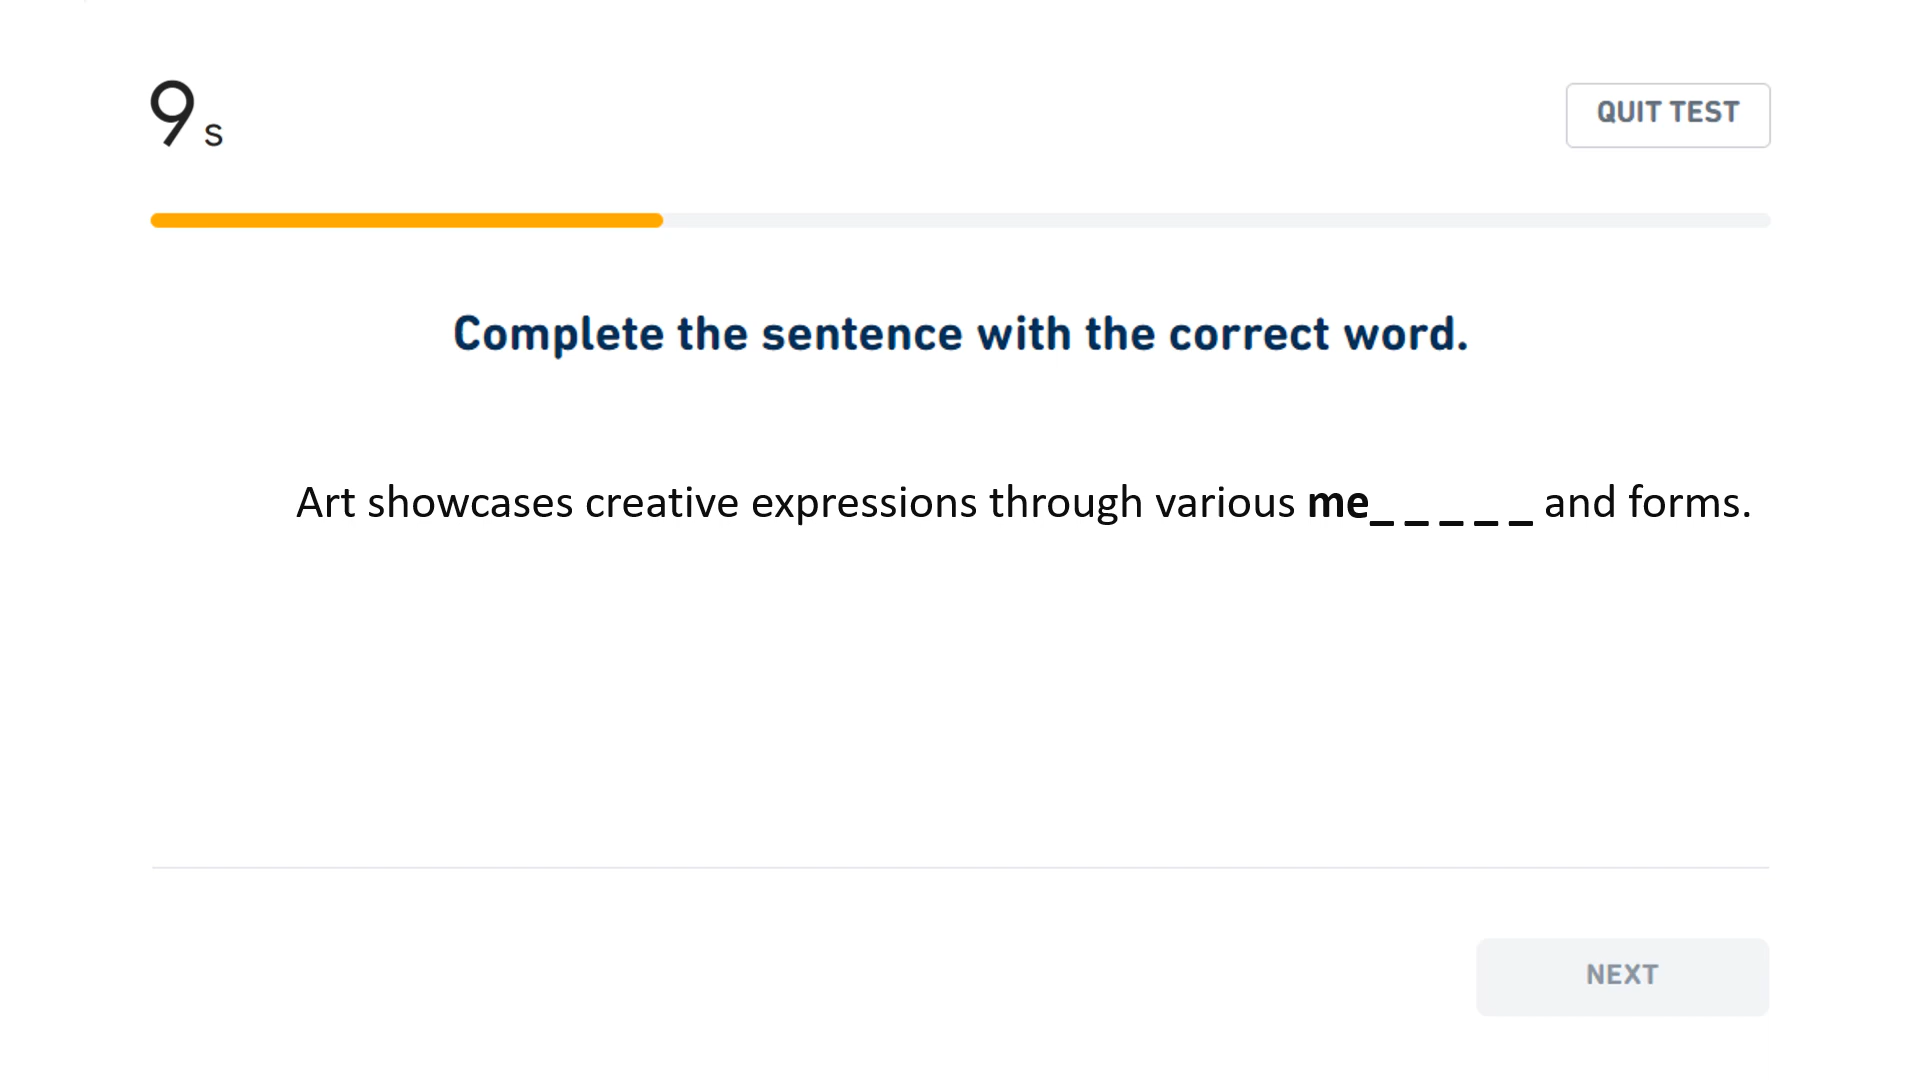 9 s
QUIT TEST
Complete the sentence with the correct word.
Art showcases creative expressions through various me_ _ _ _ _ and forms.
NEXT